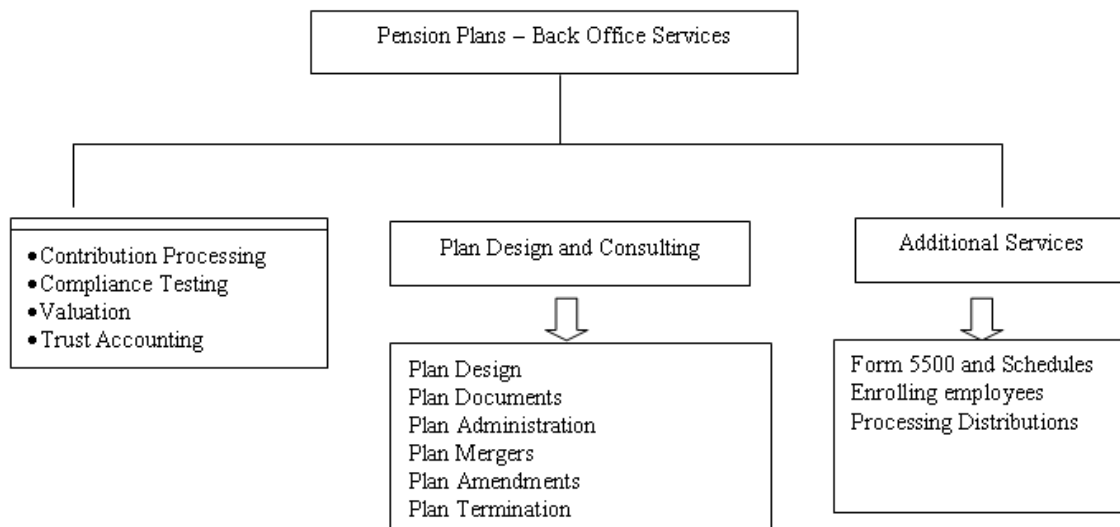 Pension Plans – Back Office Services
• Contribution Processing
• Compliance Testing
• Valuation
• Trust Accounting
Plan Design and Consulting
Plan Design
Plan Documents
Plan Administration
Plan Mergers
Plan Amendments
Plan Termination
Additional Services
Form 5500 and Schedules
Enrolling employees
Processing Distributions